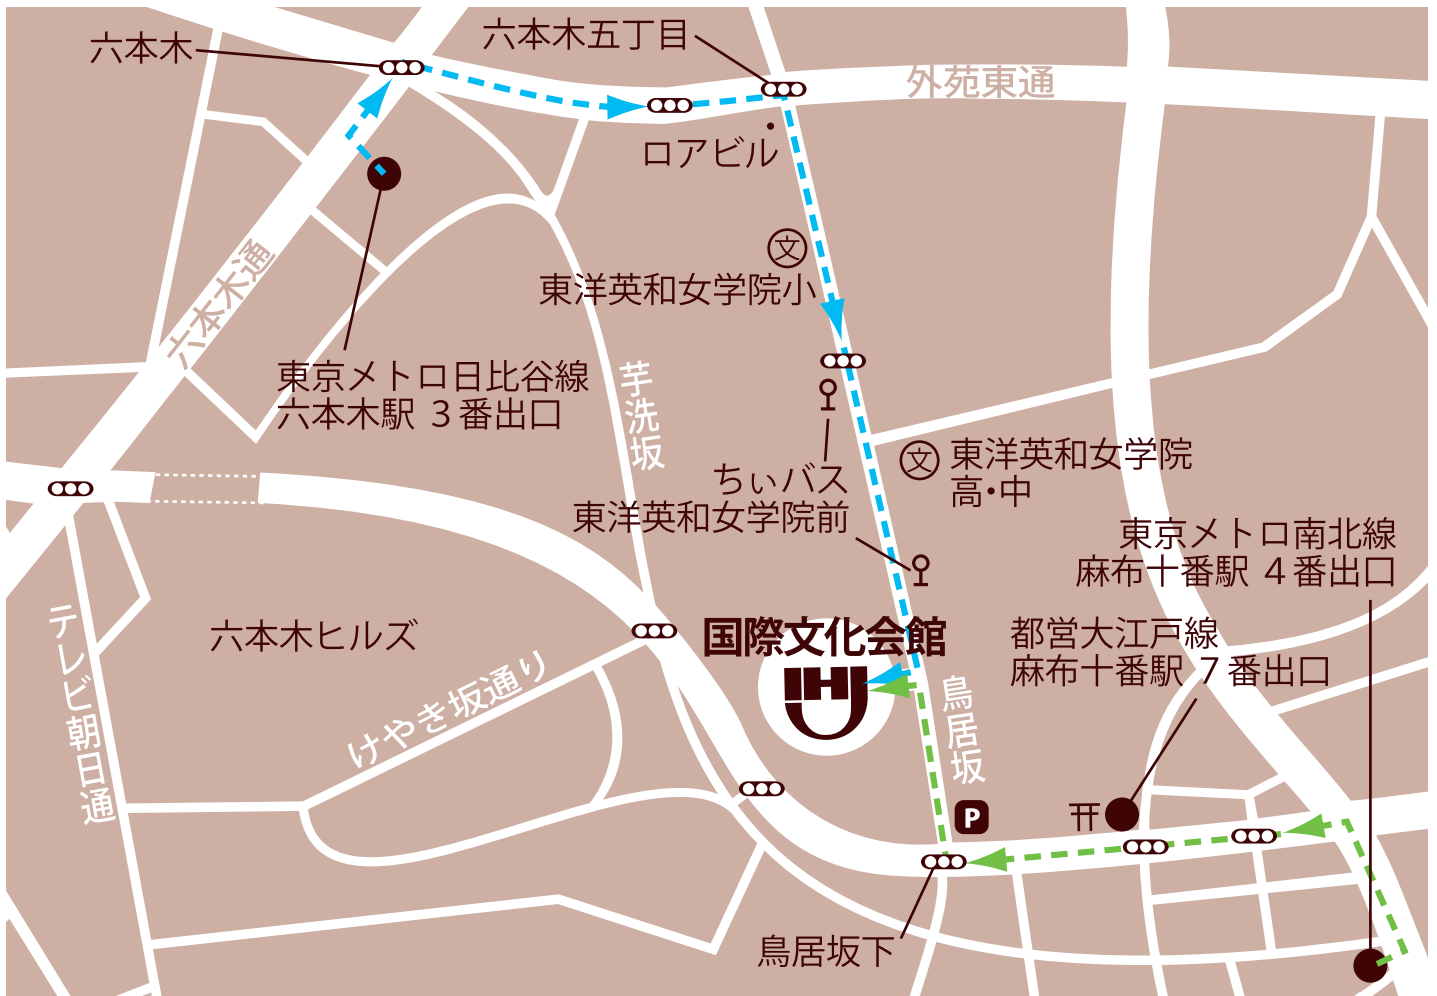 六本木
六本木五丁目
外苑東通
ロアビル
文
東洋英和女学院小
六本木通
東京メトロ日比谷線
六本木駅 3番出口
芋洗坂
ちぃバス
東洋英和女学院前
文
東洋英和女学院
高・中
東京メトロ南北線
麻布十番駅 4番出口
テレビ朝日通
六本木ヒルズ
けやき坂通り
国際文化会館
都営大江戸線
麻布十番駅 7番出口
鳥居坂
P
鳥居坂下